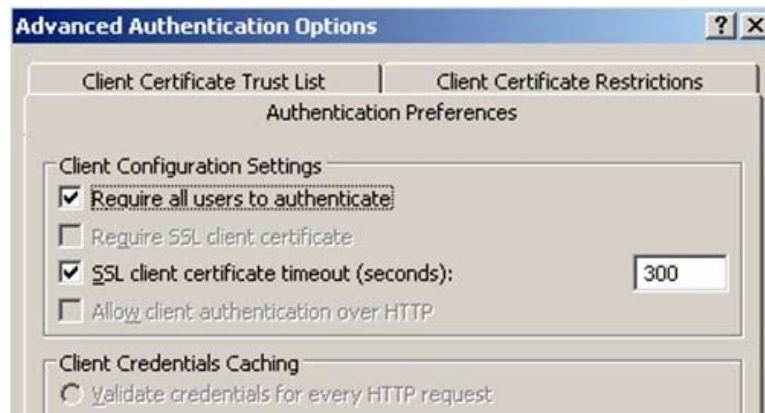 Advanced Authentication Options
Client Certificate Trust List
Client Certificate Restrictions
Authentication Preferences
Client Configuration Settings
Require all users to authenticate
Require SSL client certificate
SSL client certificate timeout (seconds):
300
Allow client authentication over HTTP
Client Credentials Caching
Validate credentials for every HTTP request